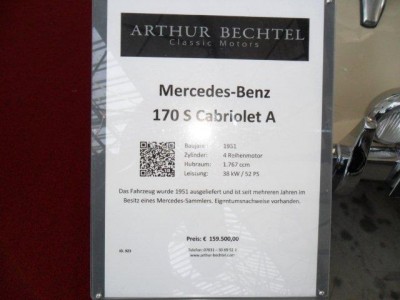 ARTHUR BECHTEL
Classic Motors
Mercedes-Benz
170 S Cabriolet A
Baujahr: 1951
Zylinder: 4 Reihenmotor
Hubraum: 1.767 ccm
Leistung: 38 kW / 52 PS
Das Fahrzeug wurde 1951 ausgeliefert und ist seit mehreren Jahren im
Besitz eines Mercedes-Sammlers. Eigentumsnachweise vorhanden.
Preis: € 159.500,00
www.arthur-bechtel.com